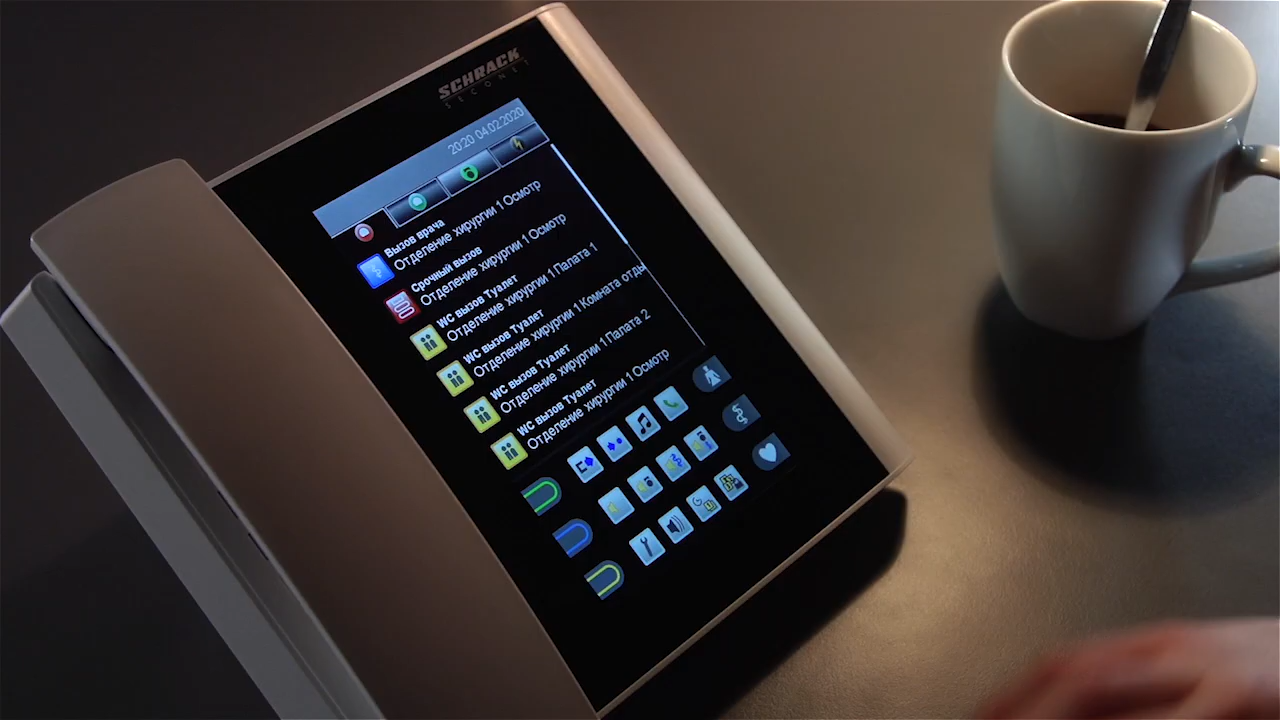 SCHRACK
SECONET
20:20 04.02.2020
Вызов врача
Отделение хирургии 1 Осмотр
Срочный вызов
Отделение хирургии 1 Осмотр
WC вызов Туалет
Отделение хирургии 1 Палата 1
WC вызов Туалет
Отделение хирургии 1 Комната отды
WC вызов Туалет
Отделение хирургии 1 Палата 2
WC вызов Туалет
Отделение хирургии 1 Осмотр